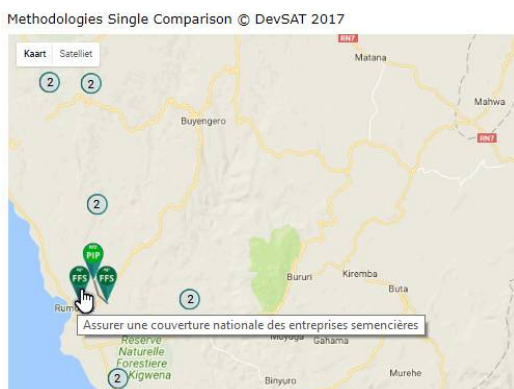 Methodologies Single Comparison © DevSAT 2017
Kaart Satelliet
RN7
Matana
2 2
Mahwa
Buyengero
RN7
2
PIP
FFS FFS
Bururi Kiremba
Buta
2
Assurer une couverture nationale des entreprises semencières
Gahama
Réserve
Naturelle
Forestiere
Kigwena
2
Murehe
Binyuro